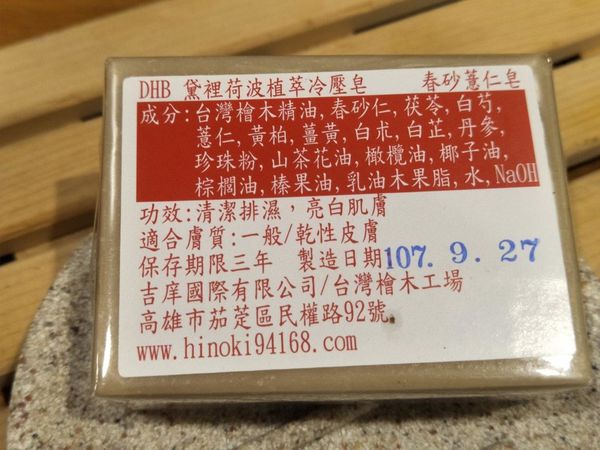 DHB 黛裡荷波植萃冷壓皂 春砂薏仁皂
成分:台灣檜木精油,春砂仁,茯苓,白芍,
薏仁,黃柏,薑黃,白朮,白芷,丹參,
珍珠粉,山茶花油,橄欖油,椰子油,
棕櫚油,榛果油,乳油木果脂,水,NaOH
功效:清潔排濕,亮白肌膚
適合膚質:一般/乾性皮膚
保存期限三年 製造日期107. 9. 27
吉庠國際有限公司/台灣檜木工場
高雄市茄萣區民權路92號
www.hinoki94168.com